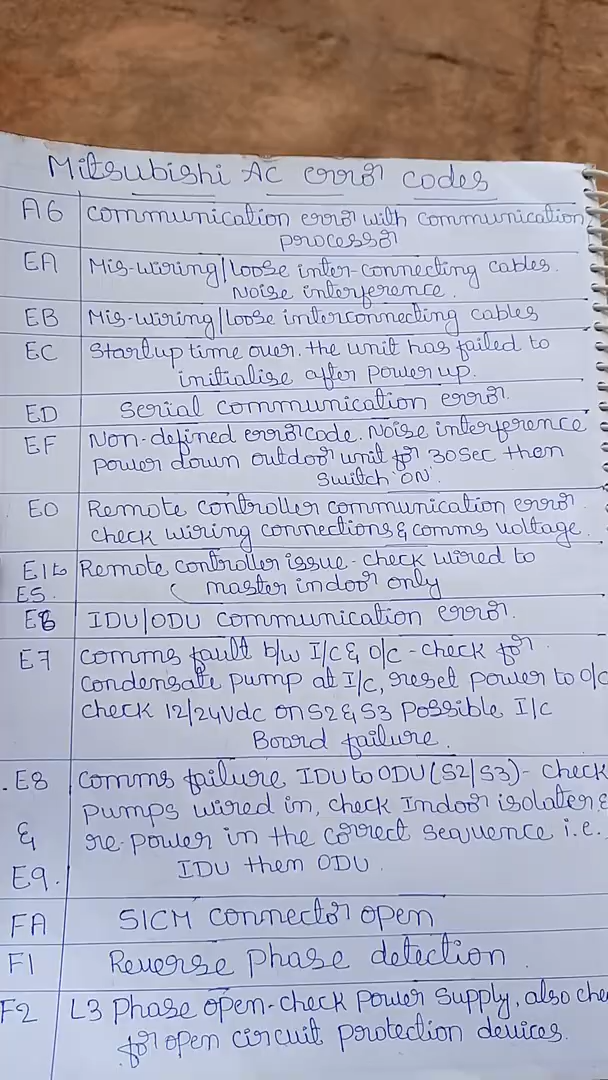 Mitsubishi AC error codes
A6 communication error with communication
processor
EA Mis-wiring/loose inter-connecting cables.
Noise interference.
EB Mis-wiring/loose interconnecting cables
EC Startup time over. the unit has failed to
initialise after power up.
ED Serial communication error.
EF Non-defined error code. Noise interference
power down outdoor unit for 30sec then
switch 'ON'
E0 Remote controller communication error
check wiring connections & comms voltage.
E1 to Remote controller issue - check wired to
E5. master indoor only
E6 IDU/ODU communication error.
E7 comms fault b/w I/C & O/C - check for
condensate pump at I/C, reset power to O/C
check 12/24Vdc on S2 & S3 possible I/C
Board failure.
E8 comms failure IDU to ODU (S2/S3) - check
pumps wired in, check Indoor isolater &
& re-power in the correct sequence i.e.
E9. IDU then ODU.
FA 51CM connector open
F1 Reverse phase detection
F2 L3 phase open - check power supply, also che
for open circuit protection devices.